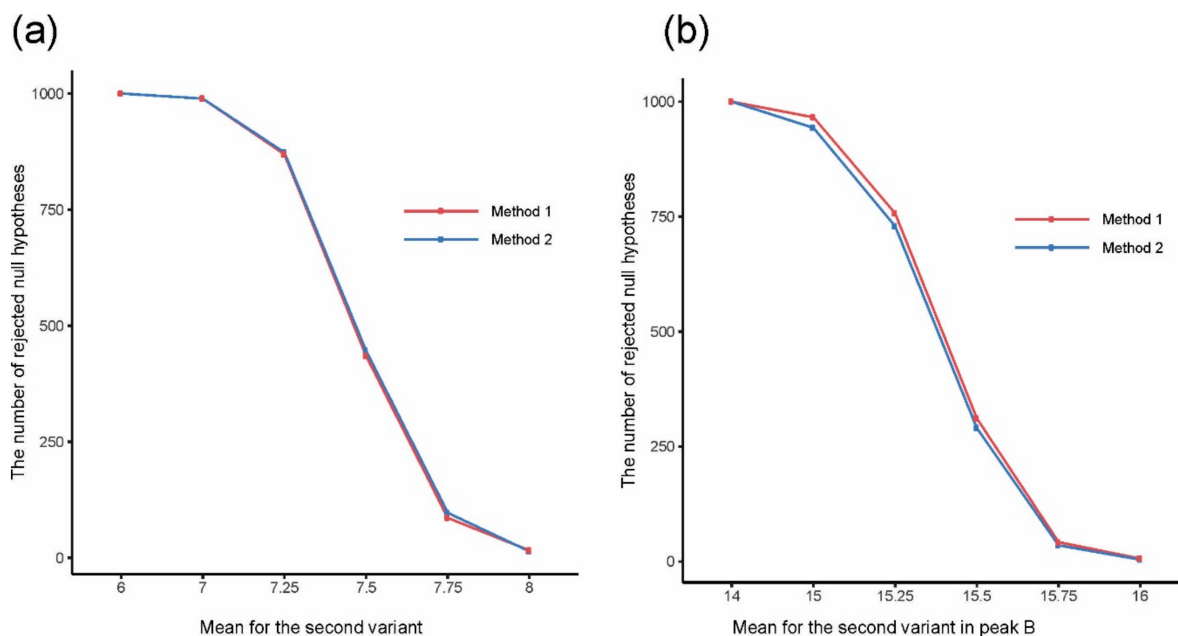 (a)
The number of rejected null hypotheses
1000
750
500
250
0
Method 1
Method 2
6 7 7.25 7.5 7.75 8
Mean for the second variant
(b)
The number of rejected null hypotheses
1000
750
500
250
0
Method 1
Method 2
14 15 15.25 15.5 15.75 16
Mean for the second variant in peak B